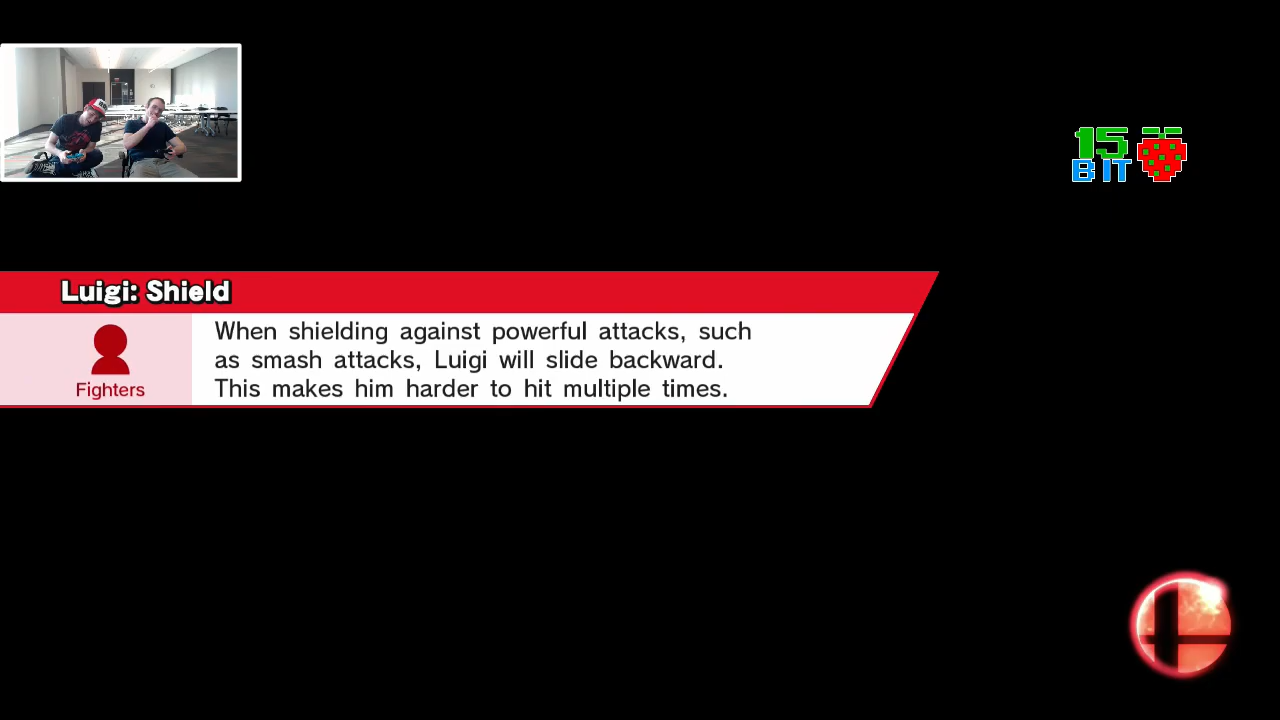 15
BIT
Luigi: Shield
When shielding against powerful attacks, such
as smash attacks, Luigi will slide backward.
This makes him harder to hit multiple times.
Fighters